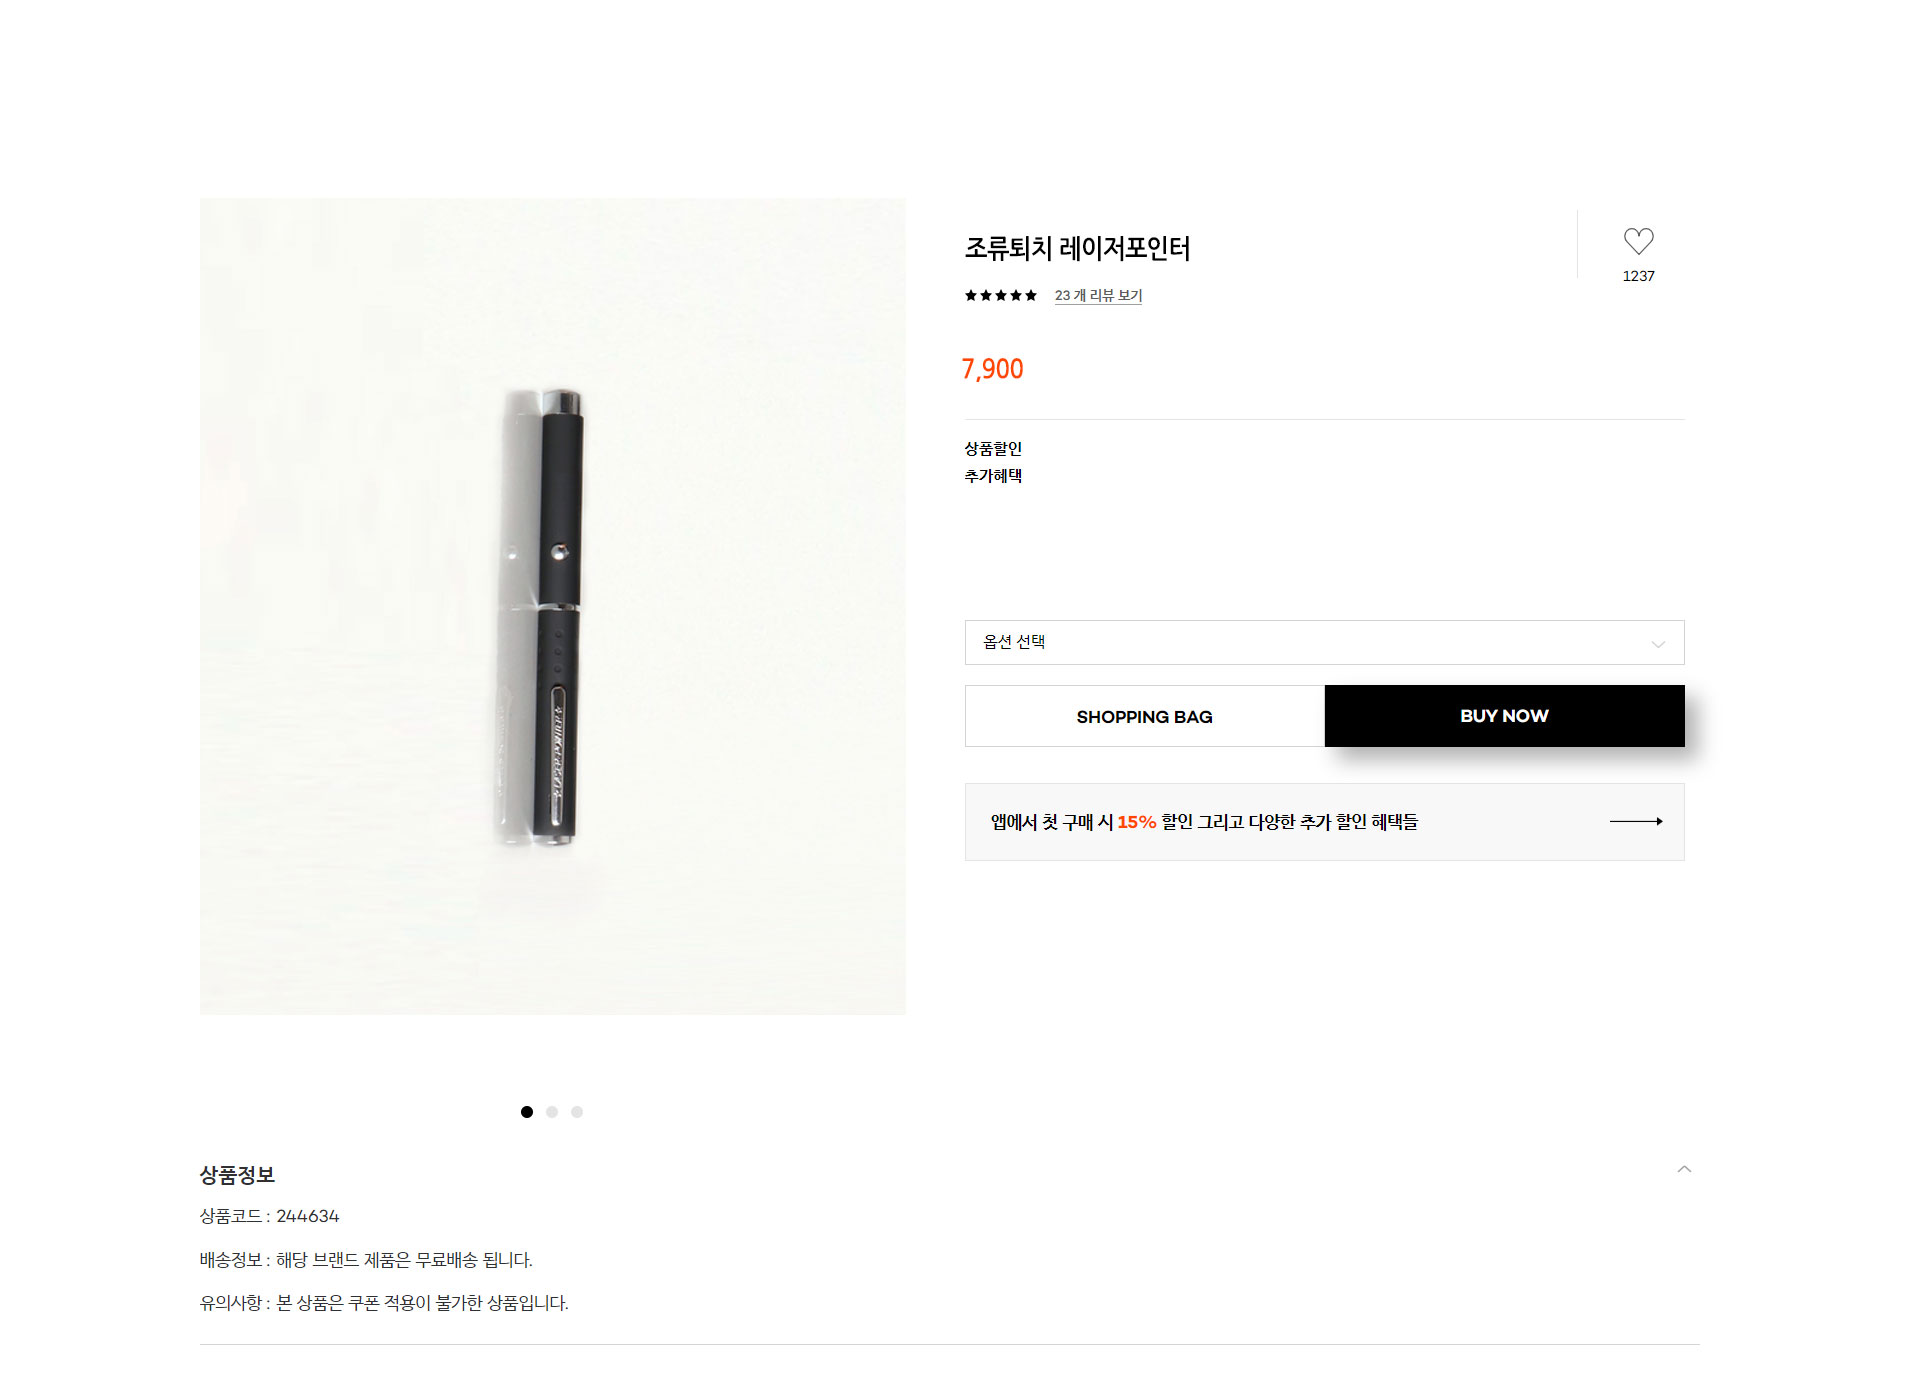 조류퇴치 레이저포인터
1237
23 개 리뷰 보기
7,900
상품할인
추가혜택
옵션 선택
SHOPPING BAG
BUY NOW
앱에서 첫 구매 시 15% 할인 그리고 다양한 추가 할인 혜택들
상품정보
상품코드 : 244634
배송정보 : 해당 브랜드 제품은 무료배송 됩니다.
유의사항 : 본 상품은 쿠폰 적용이 불가한 상품입니다.